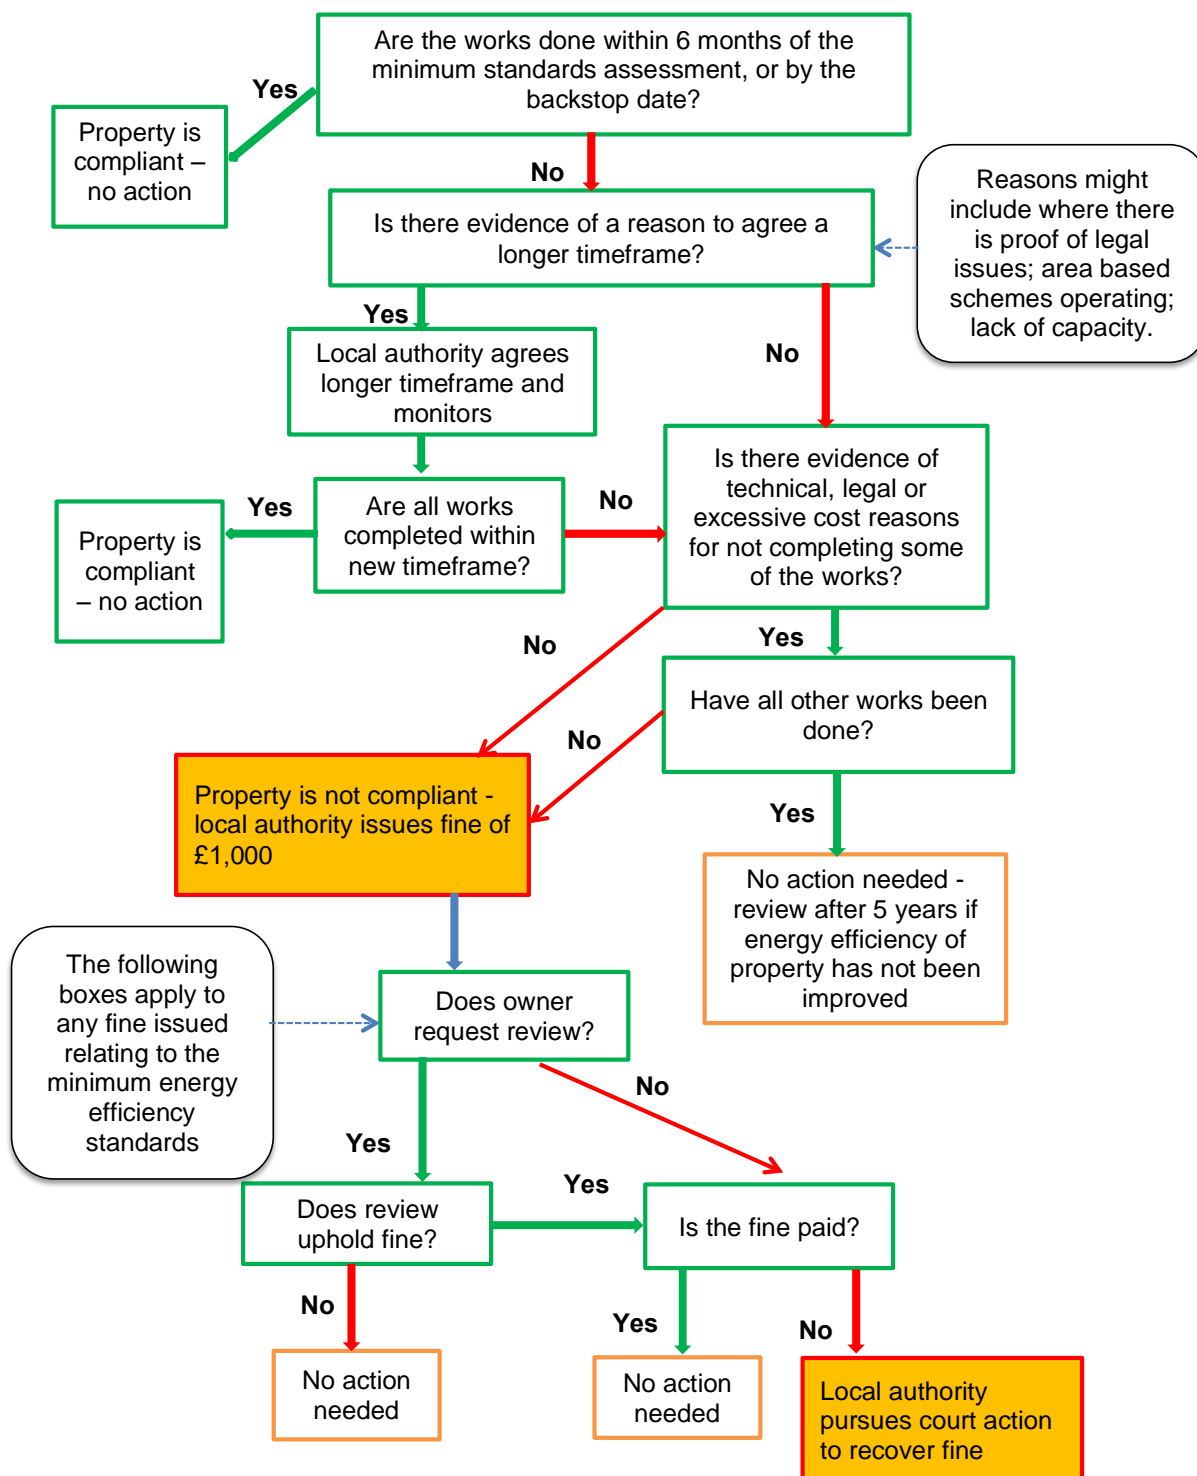 Are the works done within 6 months of the
minimum standards assessment, or by the
backstop date?
Yes
Property is
compliant –
no action
No
Reasons might
include where there
is proof of legal
issues; area based
schemes operating;
lack of capacity.
Is there evidence of a reason to agree a
longer timeframe?
Yes
No
Local authority agrees
longer timeframe and
monitors
Is there evidence of
technical, legal or
excessive cost reasons
for not completing some
of the works?
Yes
Are all works
completed within
new timeframe?
No
Property is
compliant
– no action
No
Yes
Have all other works been
done?
No
Property is not compliant -
local authority issues fine of
£1,000
Yes
No action needed -
review after 5 years if
energy efficiency of
property has not been
improved
The following
boxes apply to
any fine issued
relating to the
minimum energy
efficiency
standards
Does owner
request review?
No
Yes
Does review
uphold fine?
Yes
Is the fine paid?
No
Yes
No
No action
needed
No action
needed
Local authority
pursues court action
to recover fine